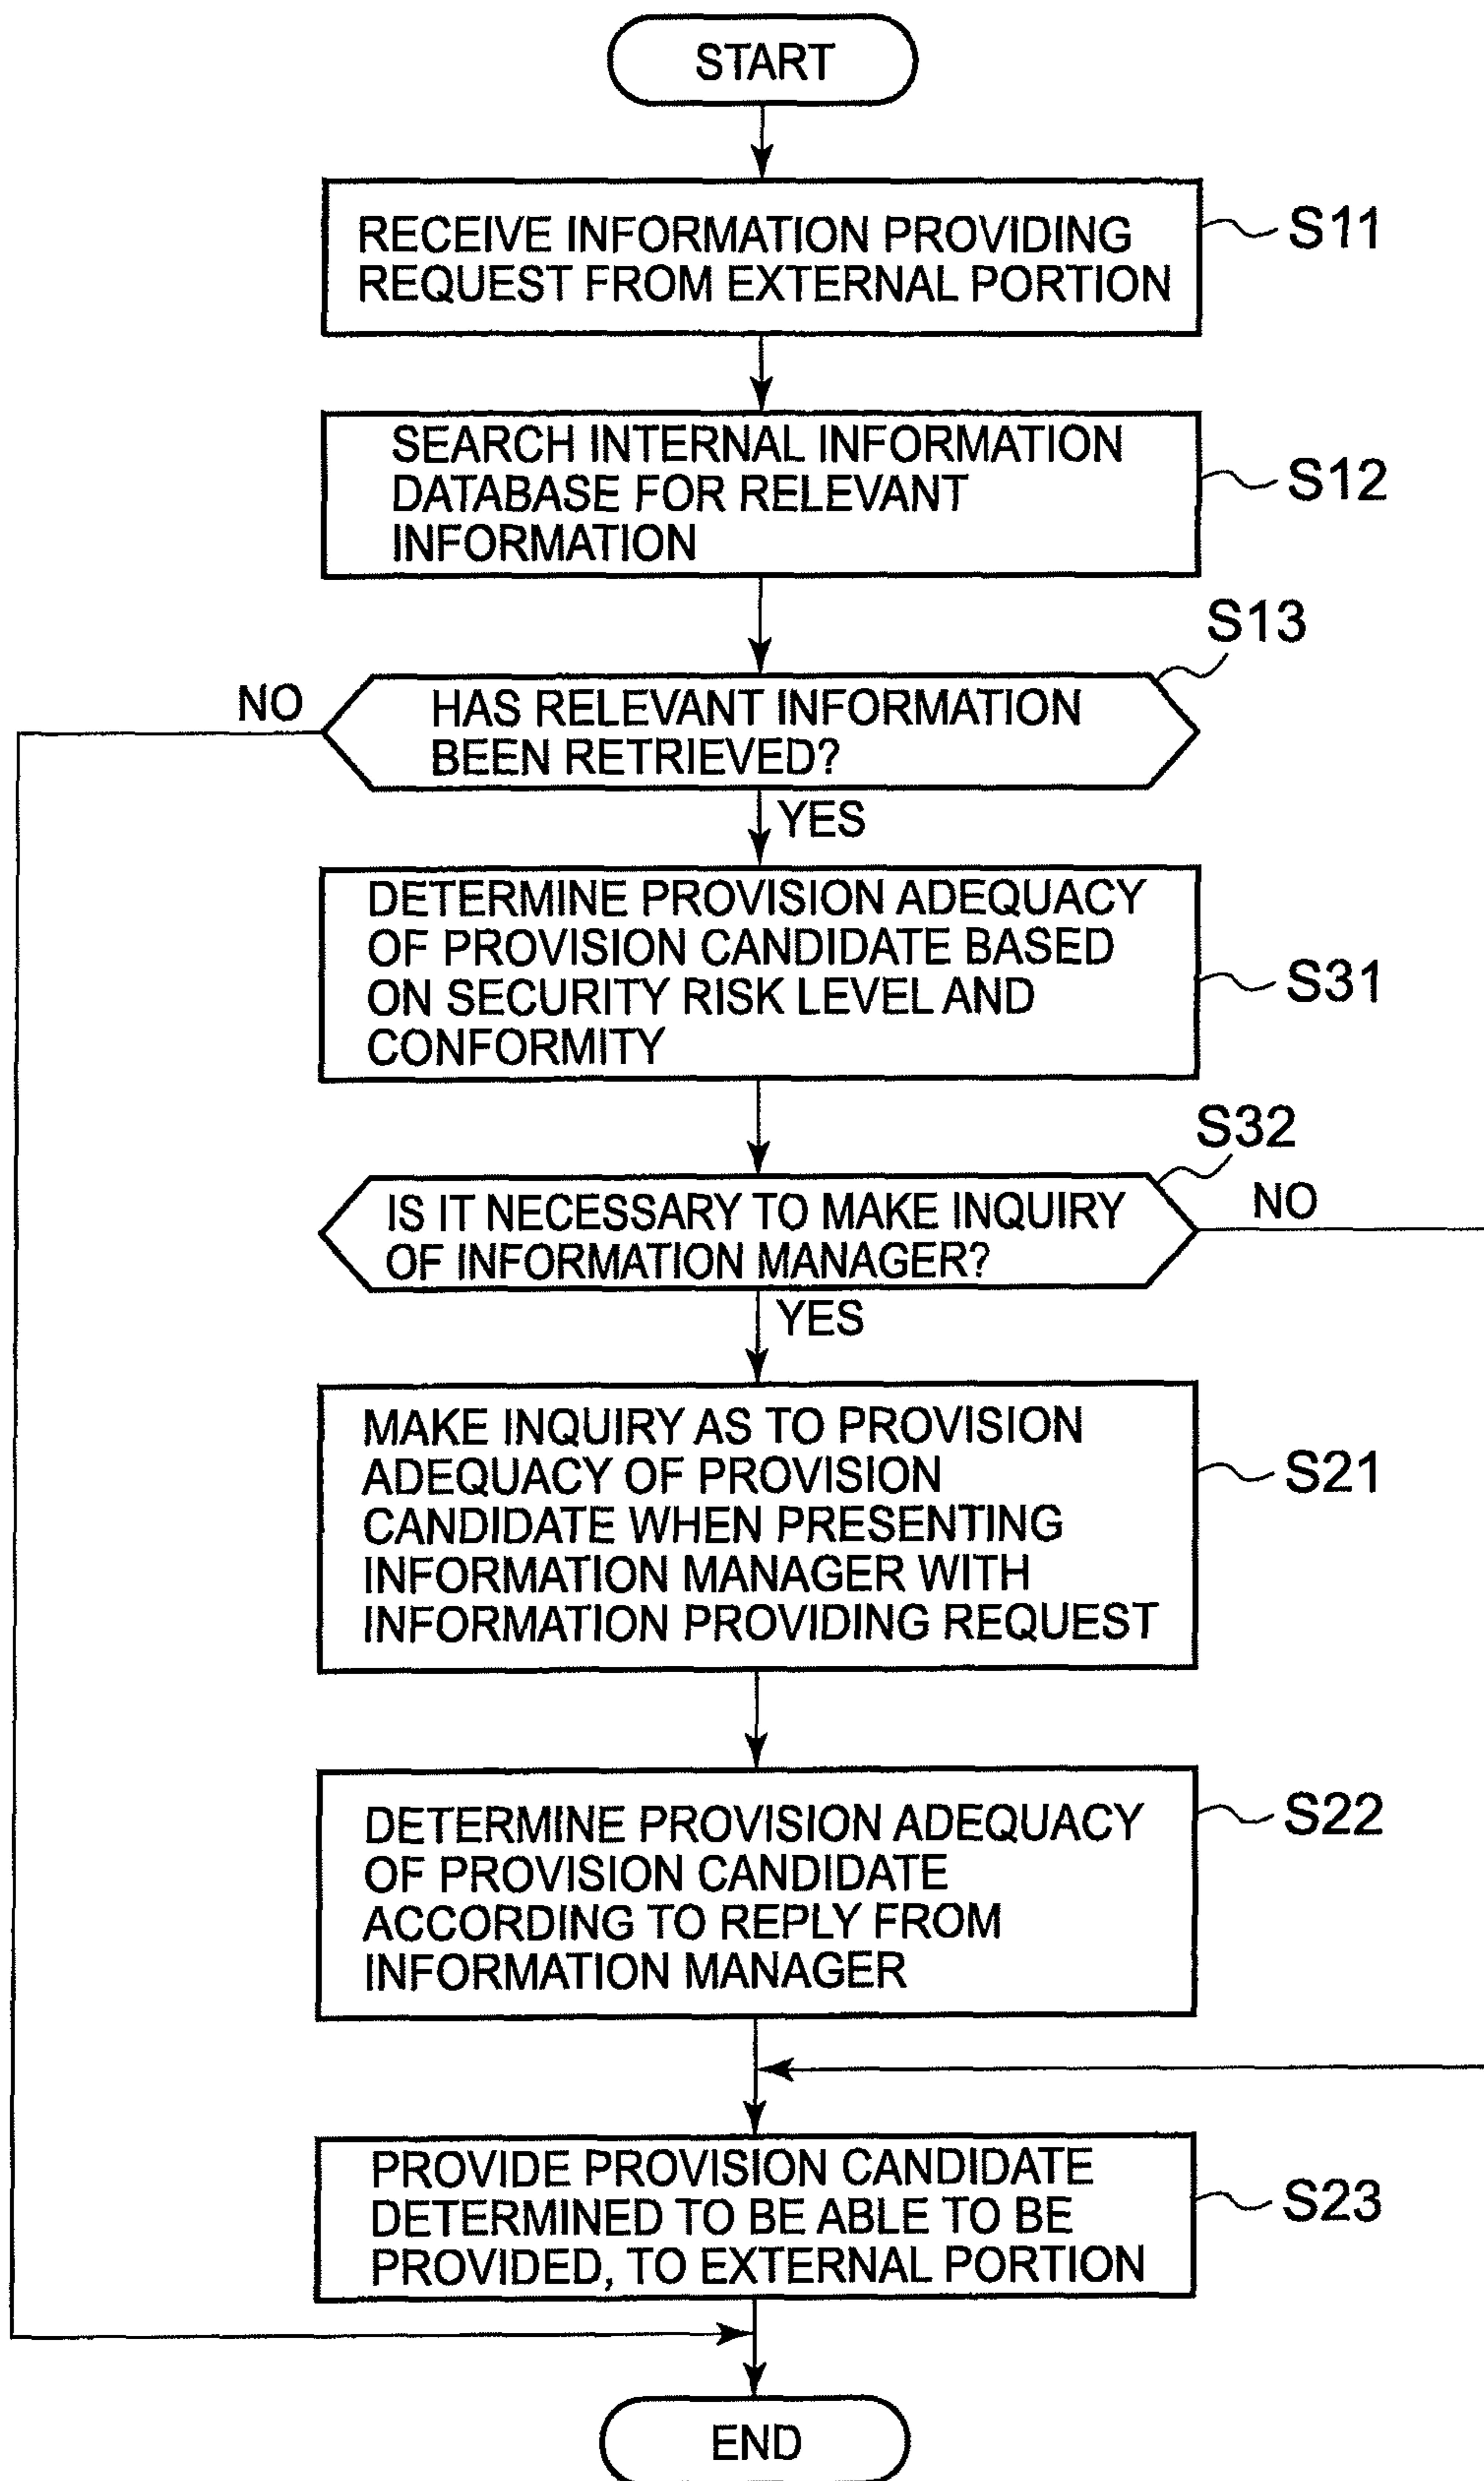 START
RECEIVE INFORMATION PROVIDING
REQUEST FROM EXTERNAL PORTION
S11
SEARCH INTERNAL INFORMATION
DATABASE FOR RELEVANT
INFORMATION
S12
S13
NO
HAS RELEVANT INFORMATION
BEEN RETRIEVED?
YES
DETERMINE PROVISION ADEQUACY
OF PROVISION CANDIDATE BASED
ON SECURITY RISK LEVEL AND
CONFORMITY
S31
S32
IS IT NECESSARY TO MAKE INQUIRY
OF INFORMATION MANAGER?
NO
YES
MAKE INQUIRY AS TO PROVISION
ADEQUACY OF PROVISION
CANDIDATE WHEN PRESENTING
INFORMATION MANAGER WITH
INFORMATION PROVIDING REQUEST
S21
DETERMINE PROVISION ADEQUACY
OF PROVISION CANDIDATE
ACCORDING TO REPLY FROM
INFORMATION MANAGER
S22
PROVIDE PROVISION CANDIDATE
DETERMINED TO BE ABLE TO BE
PROVIDED, TO EXTERNAL PORTION
S23
END